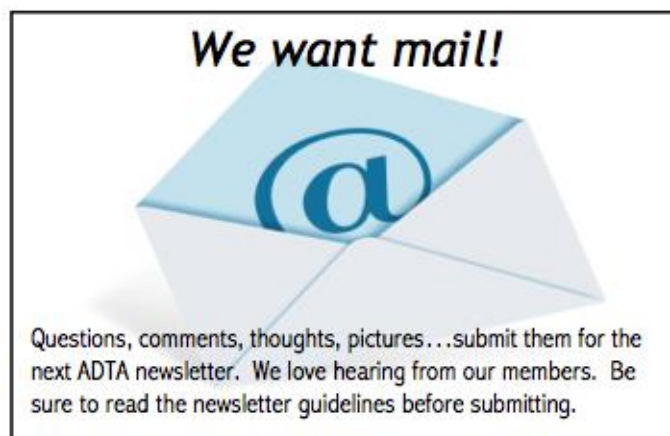 We want mail!
@
Questions, comments, thoughts, pictures...submit them for the
next ADTA newsletter.  We love hearing from our members.  Be
sure to read the newsletter guidelines before submitting.